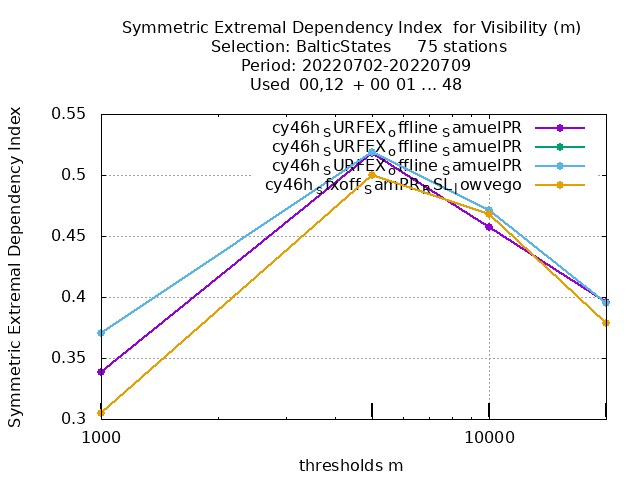 Symmetric Extremal Dependency Index  for Visibility (m)
Selection: BalticStates     75 stations
Period: 20220702-20220709
Used  00,12  + 00 01 ... 48
Symmetric Extremal Dependency Index
0.55
0.5
0.45
0.4
0.35
0.3
cy46h_SURFEX_offline_SamuelPR
cy46h_SURFEX_offline_SamuelPR
cy46h_SURFEX_offline_SamuelPR
cy46h_sfxoff_SamPR_RSL_lowvego
1000
10000
thresholds m